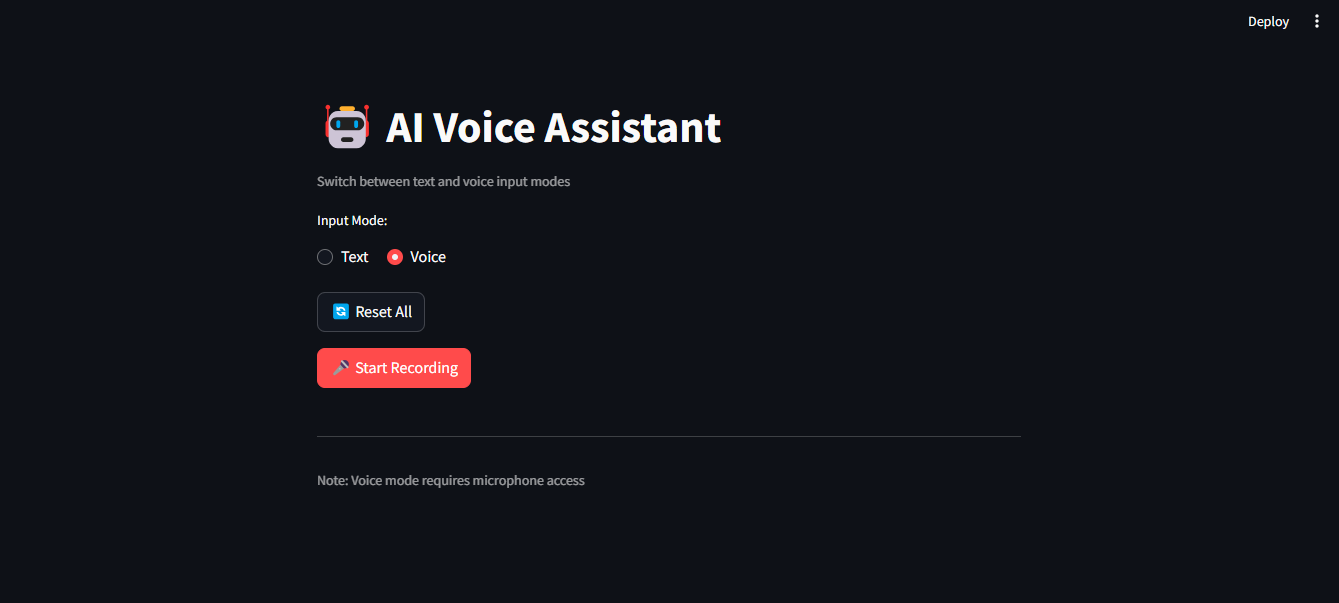 Deploy
AI Voice Assistant
Switch between text and voice input modes
Input Mode:
Text Voice
Reset All
Start Recording
Note: Voice mode requires microphone access